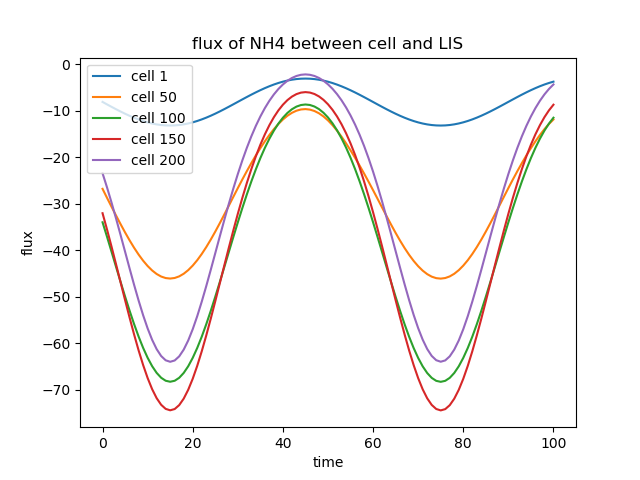 flux of NH4 between cell and LIS
cell 1
cell 50
cell 100
cell 150
cell 200
0
−10
−20
−30
−40
−50
−60
−70
flux
0 20 40 60 80 100
time